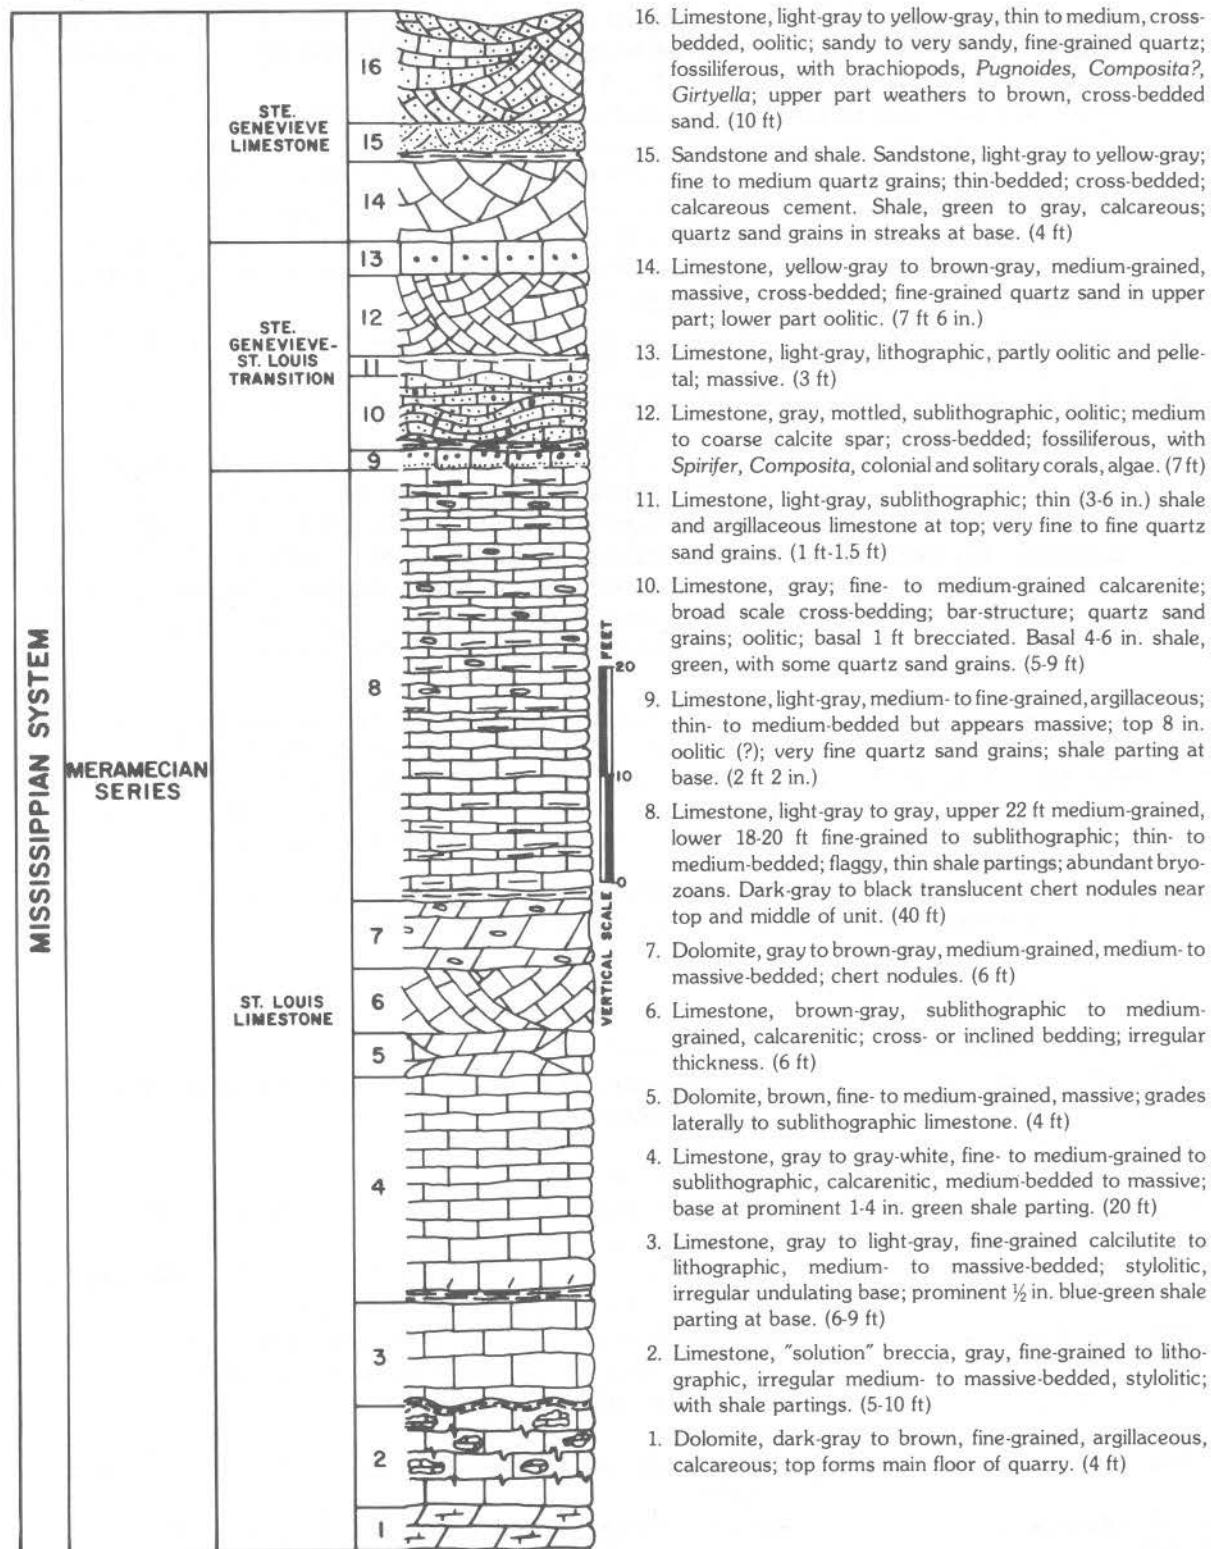 MISSISSIPPIAN SYSTEM
MERAMECIAN
SERIES
STE.
GENEVIEVE
LIMESTONE
STE.
GENEVIEVE-
ST. LOUIS
TRANSITION
ST. LOUIS
LIMESTONE
16
15
14
13
12
11
10
9
8
7
6
5
4
3
2
1
VERTICAL SCALE
FEET
20
10
0
16. Limestone, light-gray to yellow-gray, thin to medium, cross-
bedded, oolitic; sandy to very sandy, fine-grained quartz;
fossiliferous, with brachiopods, Pugnoides, Composita?,
Girtyella; upper part weathers to brown, cross-bedded
sand. (10 ft)
15. Sandstone and shale. Sandstone, light-gray to yellow-gray;
fine to medium quartz grains; thin-bedded; cross-bedded;
calcareous cement. Shale, green to gray, calcareous;
quartz sand grains in streaks at base. (4 ft)
14. Limestone, yellow-gray to brown-gray, medium-grained,
massive, cross-bedded; fine-grained quartz sand in upper
part; lower part oolitic. (7 ft 6 in.)
13. Limestone, light-gray, lithographic, partly oolitic and pelle-
tal; massive. (3 ft)
12. Limestone, gray, mottled, sublithographic, oolitic; medium
to coarse calcite spar; cross-bedded; fossiliferous, with
Spirifer, Composita, colonial and solitary corals, algae. (7 ft)
11. Limestone, light-gray, sublithographic; thin (3-6 in.) shale
and argillaceous limestone at top; very fine to fine quartz
sand grains. (1 ft-1.5 ft)
10. Limestone, gray; fine- to medium-grained calcarenite;
broad scale cross-bedding; bar-structure; quartz sand
grains; oolitic; basal 1 ft brecciated. Basal 4-6 in. shale,
green, with some quartz sand grains. (5-9 ft)
9. Limestone, light-gray, medium- to fine-grained, argillaceous;
thin- to medium-bedded but appears massive; top 8 in.
oolitic (?); very fine quartz sand grains; shale parting at
base. (2 ft 2 in.)
8. Limestone, light-gray to gray, upper 22 ft medium-grained,
lower 18-20 ft fine-grained to sublithographic; thin- to
medium-bedded; flaggy, thin shale partings; abundant bryo-
zoans. Dark-gray to black translucent chert nodules near
top and middle of unit. (40 ft)
7. Dolomite, gray to brown-gray, medium-grained, medium- to
massive-bedded; chert nodules. (6 ft)
6. Limestone, brown-gray, sublithographic to medium-
grained, calcarenitic; cross- or inclined bedding; irregular
thickness. (6 ft)
5. Dolomite, brown, fine- to medium-grained, massive; grades
laterally to sublithographic limestone. (4 ft)
4. Limestone, gray to gray-white, fine- to medium-grained to
sublithographic, calcarenitic, medium-bedded to massive;
base at prominent 1-4 in. green shale parting. (20 ft)
3. Limestone, gray to light-gray, fine-grained calcilutite to
lithographic, medium- to massive-bedded; stylolitic,
irregular undulating base; prominent ½ in. blue-green shale
parting at base. (6-9 ft)
2. Limestone, "solution" breccia, gray, fine-grained to litho-
graphic, irregular medium- to massive-bedded, stylolitic;
with shale partings. (5-10 ft)
1. Dolomite, dark-gray to brown, fine-grained, argillaceous,
calcareous; top forms main floor of quarry. (4 ft)